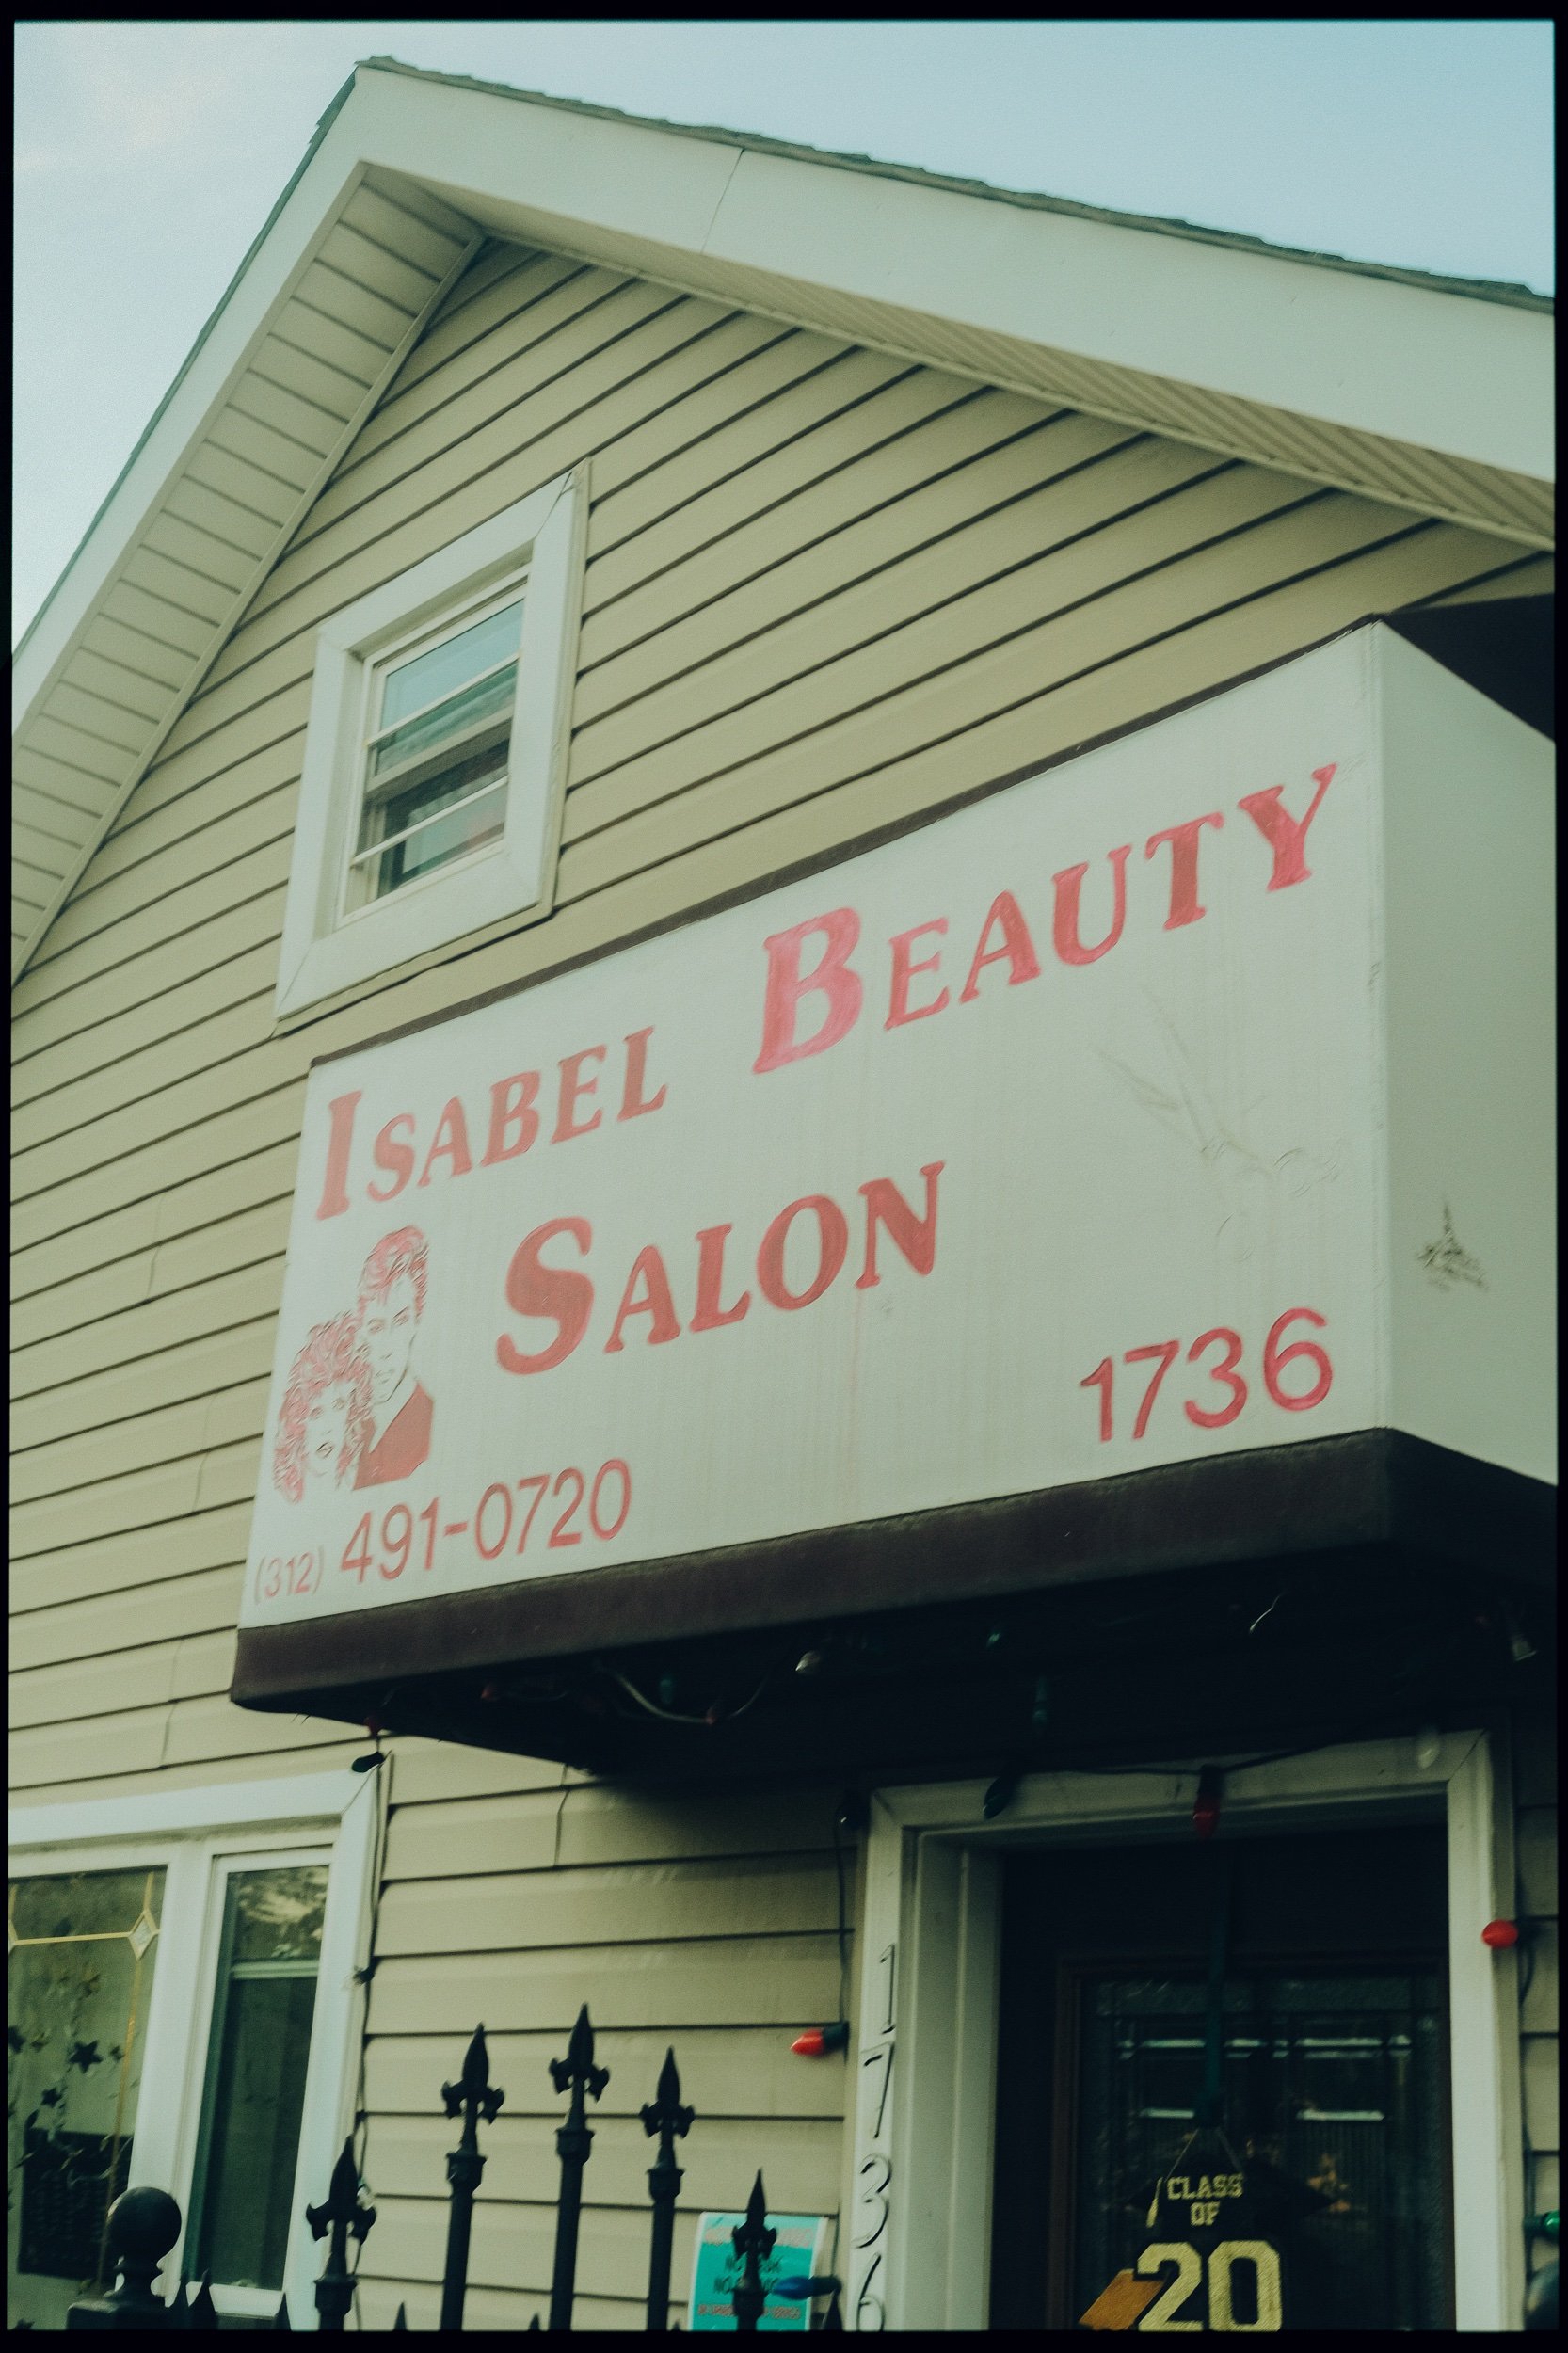 ISABEL BEAUTY
SALON
1736
(312) 491-0720
1736
CLASS
OF
20